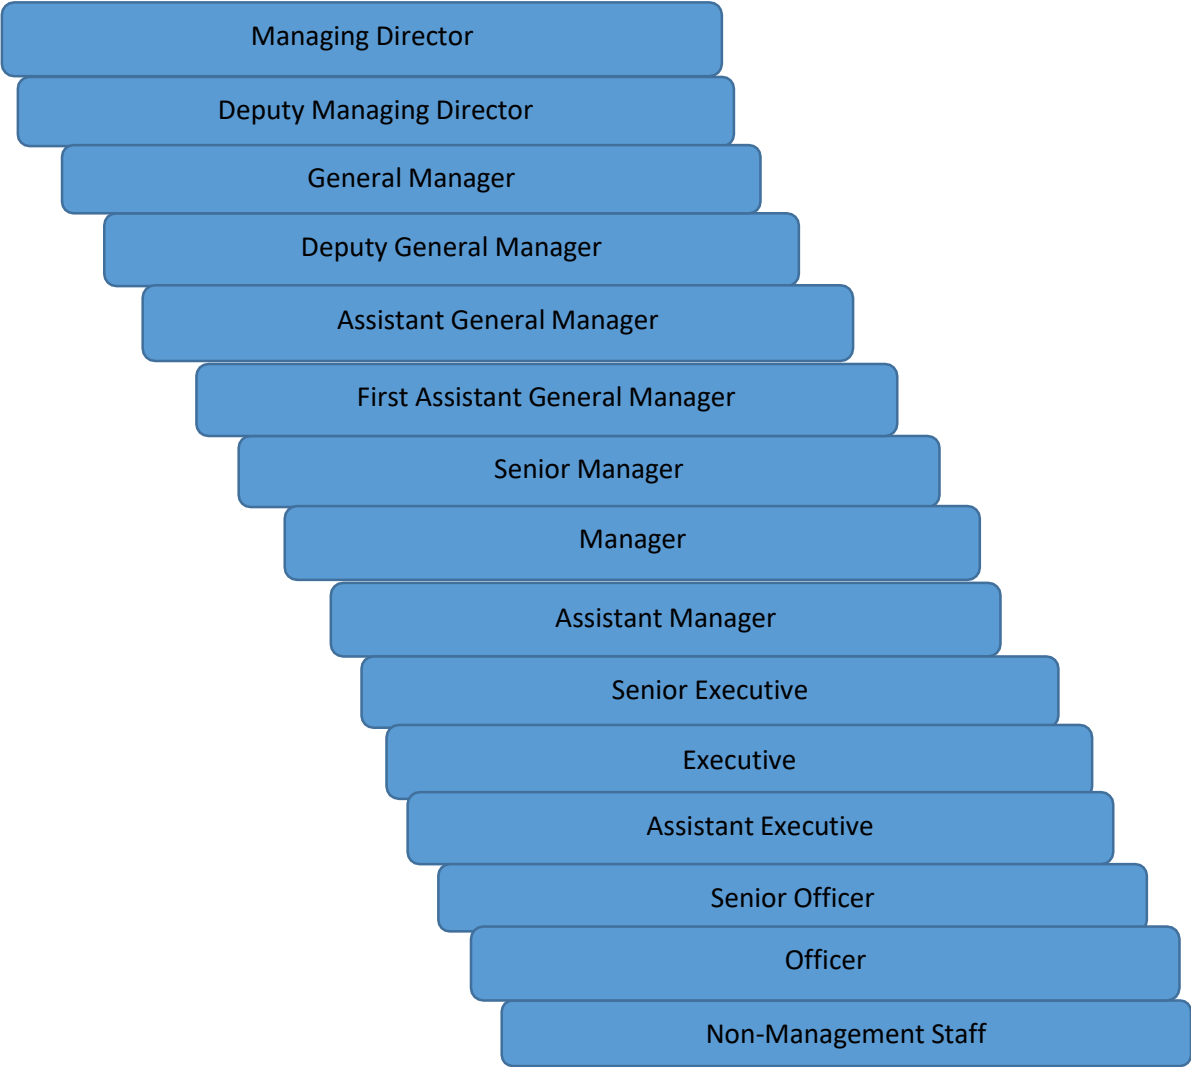 Managing Director
Deputy Managing Director
General Manager
Deputy General Manager
Assistant General Manager
First Assistant General Manager
Senior Manager
Manager
Assistant Manager
Senior Executive
Executive
Assistant Executive
Senior Officer
Officer
Non-Management Staff